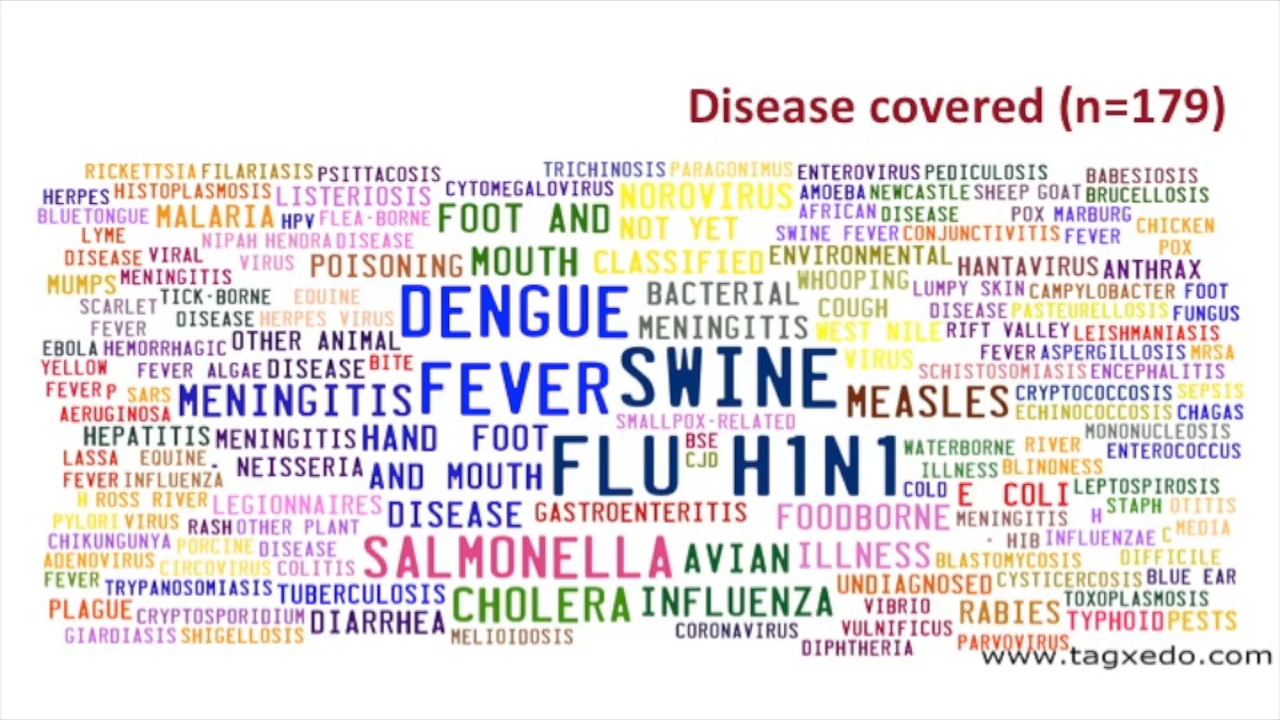 Disease covered (n=179)
RICKETTSIA FILARIASIS PSITTACOSIS TRICHINOSIS PARAGONIMUS ENTEROVIRUS PEDICULOSIS BABESIOSIS
HERPES HISTOPLASMOSIS LISTERIOSIS CYTOMEGALOVIRUS NOROVIRUS AMOEBA NEWCASTLE SHEEP GOAT BRUCELLOSIS
BLUETONGUE MALARIA HPV FLEA-BORNE FOOT AND NOT YET AFRICAN DISEASE POX MARBURG CHICKEN
LYME NIPAH HENDRA DISEASE SWINE FEVER CONJUNCTIVITIS FEVER POX
DISEASE VIRAL VIRUS POISONING MOUTH CLASSIFIED ENVIRONMENTAL HANTAVIRUS ANTHRAX
MUMPS MENINGITIS WHOOPING LUMPY SKIN CAMPYLOBACTER FOOT
SCARLET TICK-BORNE EQUINE DENGUE BACTERIAL COUGH DISEASE PASTEURELLOSIS FUNGUS
FEVER DISEASE HERPES VIRUS MENINGITIS WEST NILE RIFT VALLEY LEISHMANIASIS
EBOLA HEMORRHAGIC OTHER ANIMAL FEVER ASPERGILLOSIS MRSA
YELLOW FEVER ALGAE DISEASE BITE SWINE VIRUS SCHISTOSOMIASIS ENCEPHALITIS
FEVER P SARS MENINGITIS FEVER MEASLES CRYPTOCOCCOSIS SEPSIS
AERUGINOSA SMALLPOX-RELATED ECHINOCOCCOSIS CHAGAS
HEPATITIS MENINGITIS HAND FOOT BSE WATERBORNE RIVER MONONUCLEOSIS
LASSA EQUINE NEISSERIA AND MOUTH FLU CJD H1N1 ILLNESS BLINDNESS ENTEROCOCCUS
FEVER INFLUENZA COLD E COLI LEPTOSPIROSIS
H ROSS RIVER LEGIONNAIRES DISEASE GASTROENTERITIS FOODBORNE MENINGITIS H STAPH OTITIS
PYLORI VIRUS RASH OTHER PLANT - HIB INFLUENZAE C MEDIA
CHIKUNGUNYA PORCINE DISEASE SALMONELLA AVIAN ILLNESS BLASTOMYCOSIS DIFFICILE
ADENOVIRUS CIRCOVIRUS COLITIS
FEVER TRYPANOSOMIASIS TUBERCULOSIS CHOLERA INFLUENZA UNDIAGNOSED CYSTICERCOSIS BLUE EAR
PLAGUE CRYPTOSPORIDIUM DIARRHEA VIBRIO RABIES TOXOPLASMOSIS
GIARDIASIS SHIGELLOSIS MELIOIDOSIS CORONAVIRUS VULNIFICUS TYPHOID PESTS
DIPHTHERIA PARVOVIRUS
www.tagxedo.com